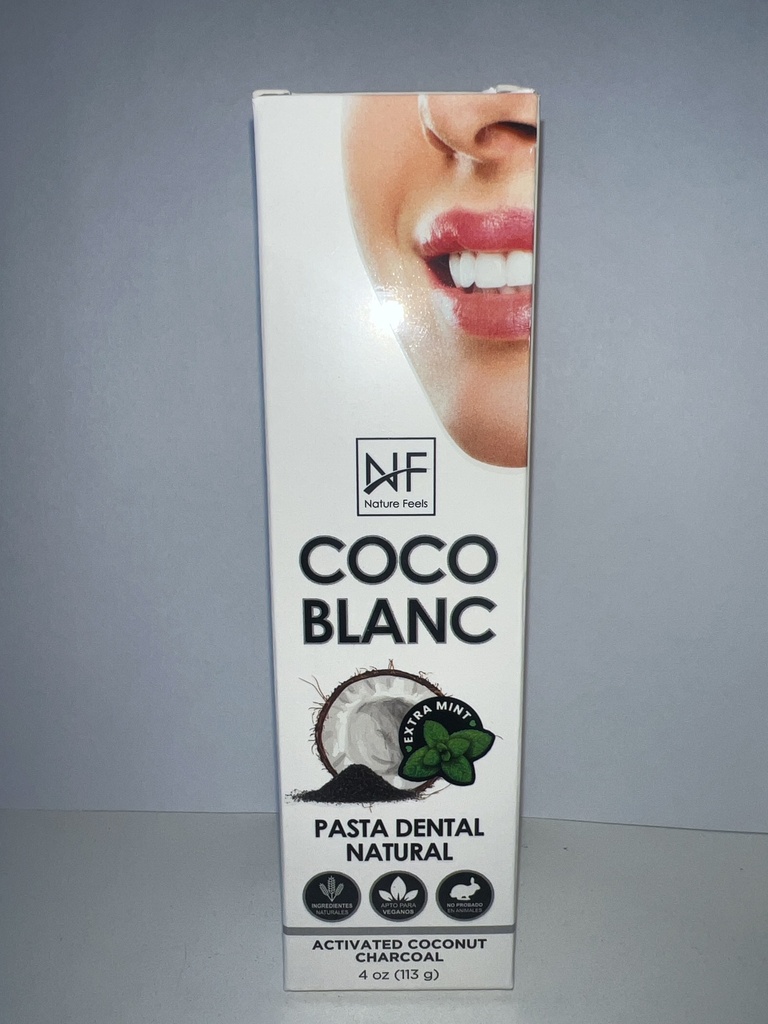 NF
Nature Feels
COCO
BLANC
EXTRA MINT
PASTA DENTAL
NATURAL
INGREDIENTES
NATURALES
APTO PARA
VEGANOS
NO PROBADO
EN ANIMALES
ACTIVATED COCONUT
CHARCOAL
4 oz (113 g)